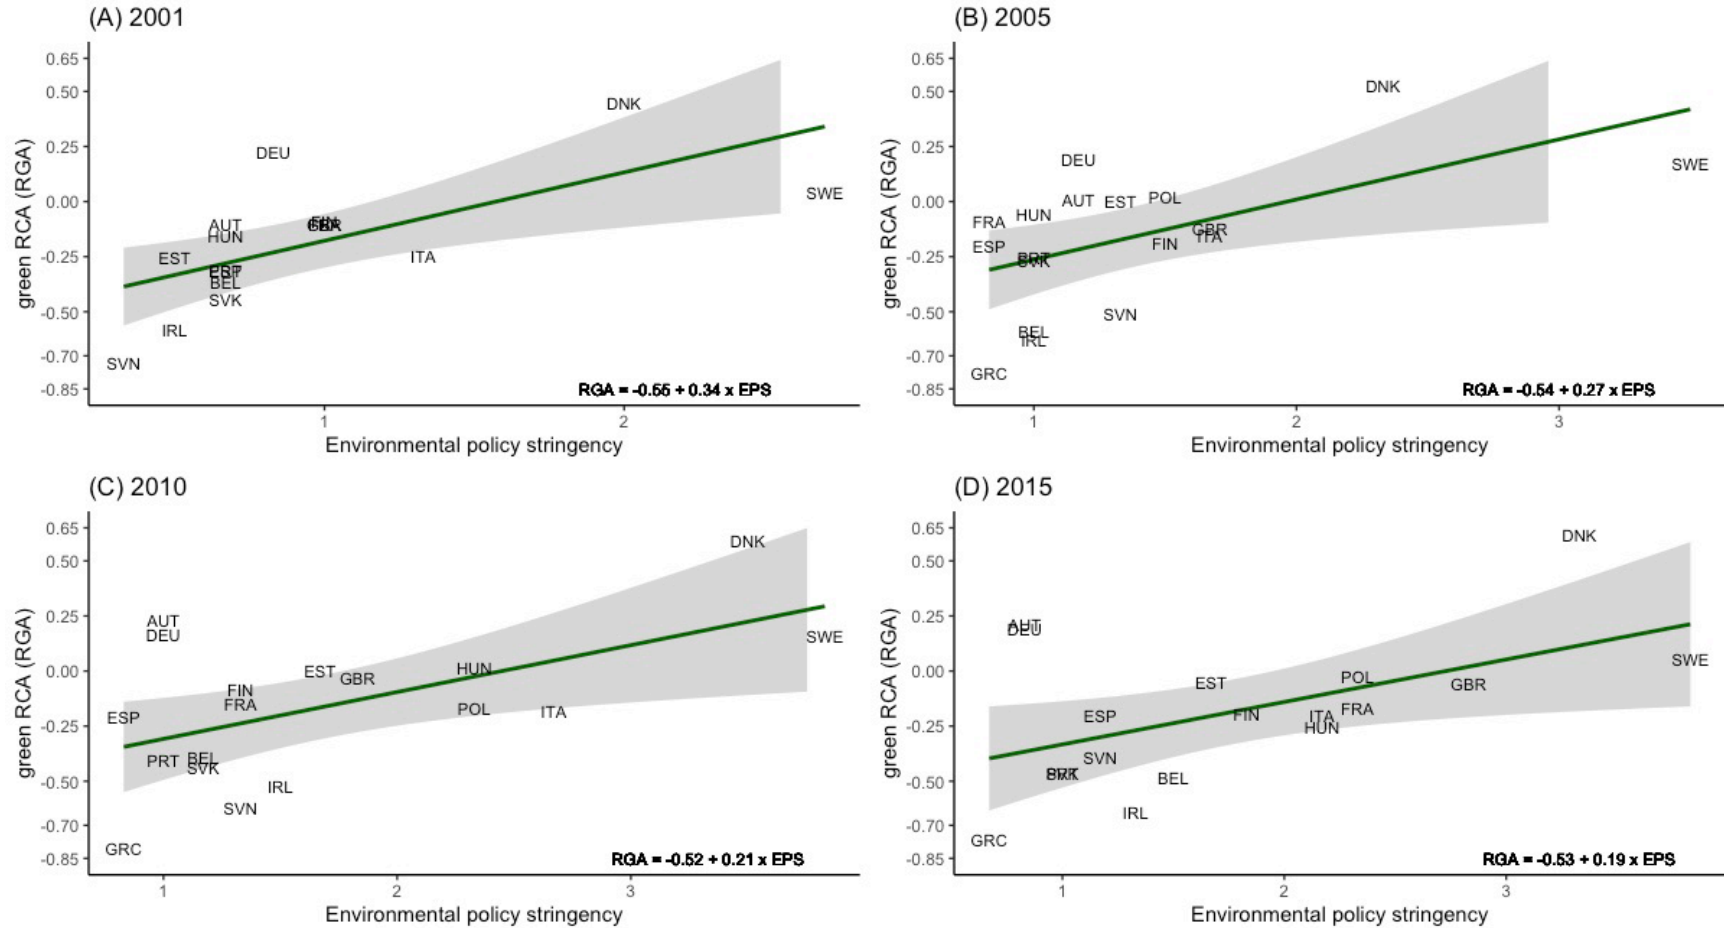 (A) 2001
green RCA (RGA)
0.65
0.50
0.25
0.00
-0.25
-0.50
-0.70
-0.85
DNK
DEU
SWE
FIN
GBR
AUT
HUN
EST
ITA
PRT
BEL
SVK
IRL
SVN
RGA = -0.55 + 0.34 x EPS
1 2
Environmental policy stringency
(B) 2005
green RCA (RGA)
0.65
0.50
0.25
0.00
-0.25
-0.50
-0.70
-0.85
DNK
DEU
SWE
AUT EST POL
FRA HUN
GBR
ITA
ESP FIN
PRT
SVK
SVN
BEL
IRL
GRC
RGA = -0.54 + 0.27 x EPS
1 2 3
Environmental policy stringency
(C) 2010
green RCA (RGA)
0.65
0.50
0.25
0.00
-0.25
-0.50
-0.70
-0.85
DNK
AUT
DEU
SWE
EST GBR HUN
FIN
FRA
POL ITA
ESP
PRT BEL
SVK
IRL
SVN
GRC
RGA = -0.52 + 0.21 x EPS
1 2 3
Environmental policy stringency
(D) 2015
green RCA (RGA)
0.65
0.50
0.25
0.00
-0.25
-0.50
-0.70
-0.85
DNK
AUT
DEU
SWE
EST POL GBR
ESP FIN ITA FRA
HUN
SVN
PRT
SVK
BEL
IRL
GRC
RGA = -0.53 + 0.19 x EPS
1 2 3
Environmental policy stringency